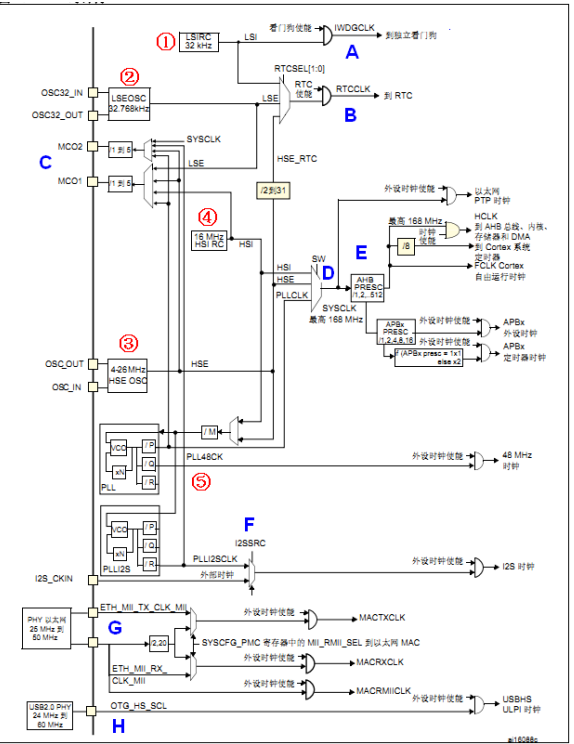 ①
LSIRC
32 kHz
LSI
看门狗使能
IWDGCLK
到独立看门狗
A
RTCSEL[1:0]
②
OSC32_IN
LSEOSC
32.768kHz
OSC32_OUT
LSE
RTC
使能
RTCCLK
到 RTC
B
SYSCLK
C
MCO2
/1 到 5
LSE
HSE_RTC
MCO1
/1 到 5
/2到31
外设时钟使能
以太网
PTP 时钟
④
16 MHz
HSI RC
HSI
SW
D
E
HSI
HSE
PLLCLK
SYSCLK
最高 168 MHz
AHB
PRESC
/1,2,..512
最高 168 MHz
时钟
使能
HCLK
到 AHB 总线、内核、
存储器和 DMA
/8
到 Cortex 系统
定时器
FCLK Cortex
自由运行时钟
APBx
PRESC
/1,2,4,8,16
外设时钟使能
APBx
外设时钟
外设时钟使能
APBx
定时器时钟
if (APBx presc = 1x1
else x2
③
OSC_OUT
4-26 MHz
HSE OSC
OSC_IN
HSE
/ M
VCO
xN
/ P
/ Q
/ R
PLL
PLL48CK
⑤
外设时钟使能
48 MHz
时钟
VCO
xN
/ P
/ Q
/ R
PLLI2S
F
I2SSRC
PLLI2SCLK
I2S_CKIN
外部时钟
外设时钟使能
I2S 时钟
PHY 以太网
25 MHz 到
50 MHz
ETH_MII_TX_CLK_MII
G
/2,20
外设时钟使能
MACTXCLK
SYSCFG_PMC 寄存器中的 MII_RMII_SEL 到以太网 MAC
ETH_MII_RX_
CLK_MII
外设时钟使能
MACRXCLK
外设时钟使能
MACRMIICLK
USB2.0 PHY
24 MHz 到
60 MHz
OTG_HS_SCL
H
外设时钟使能
USBHS
ULPI 时钟
ai16088c